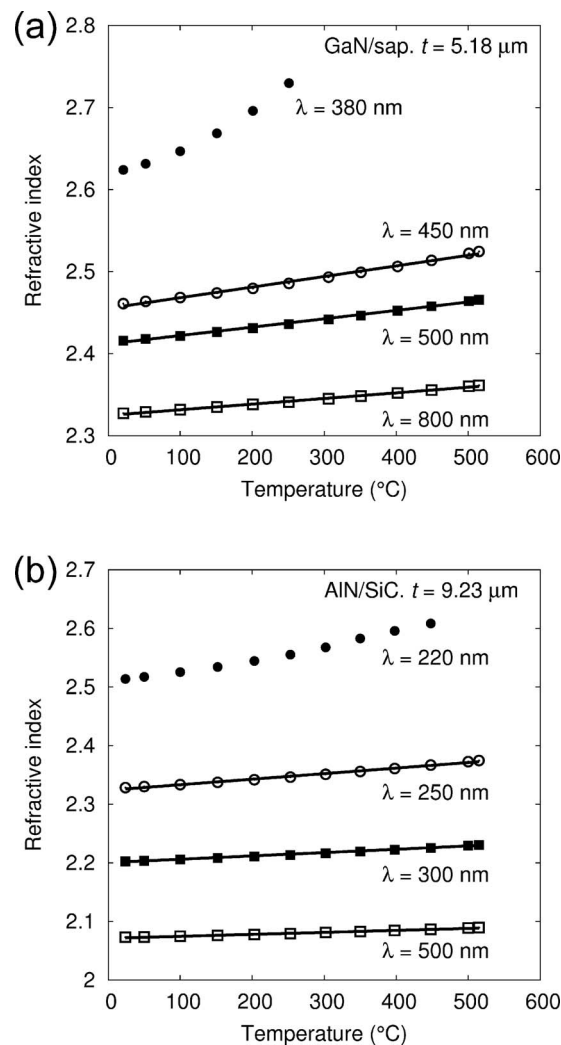 (a)
GaN/sap. t = 5.18 μm
2.8
2.7
2.6
2.5
2.4
2.3
Refractive index
λ = 380 nm
λ = 450 nm
λ = 500 nm
λ = 800 nm
0 100 200 300 400 500 600
Temperature (°C)
(b)
AlN/SiC. t = 9.23 μm
2.7
2.6
2.5
2.4
2.3
2.2
2.1
2
Refractive index
λ = 220 nm
λ = 250 nm
λ = 300 nm
λ = 500 nm
0 100 200 300 400 500 600
Temperature (°C)